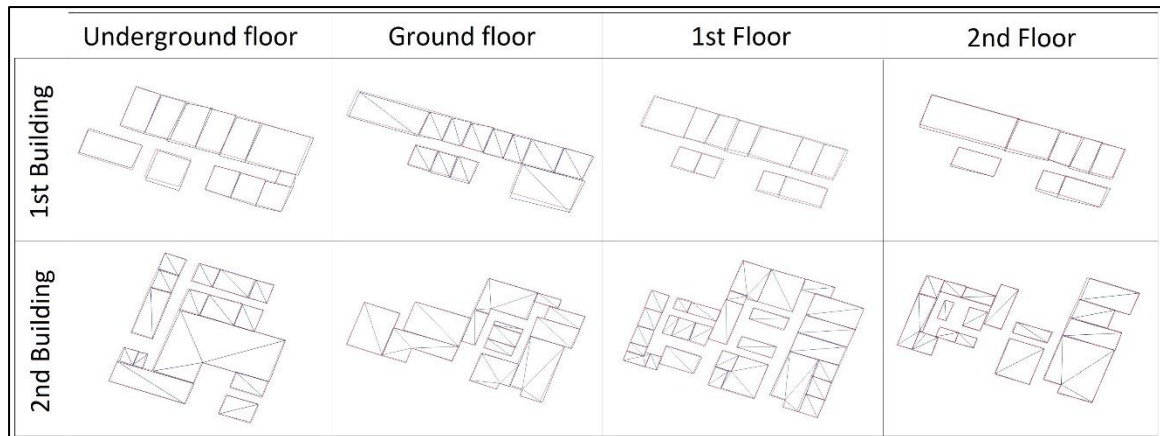 Underground floor
Ground floor
1st Floor
2nd Floor
1st Building
2nd Building